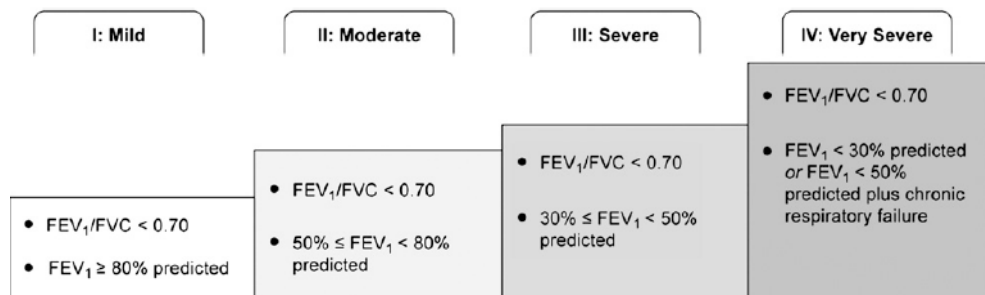 I: Mild
II: Moderate
III: Severe
IV: Very Severe
• FEV₁/FVC < 0.70
• FEV₁ ≥ 80% predicted
• FEV₁/FVC < 0.70
• 50% ≤ FEV₁ < 80%
predicted
• FEV₁/FVC < 0.70
• 30% ≤ FEV₁ < 50%
predicted
• FEV₁/FVC < 0.70
• FEV₁ < 30% predicted
or FEV₁ < 50%
predicted plus chronic
respiratory failure